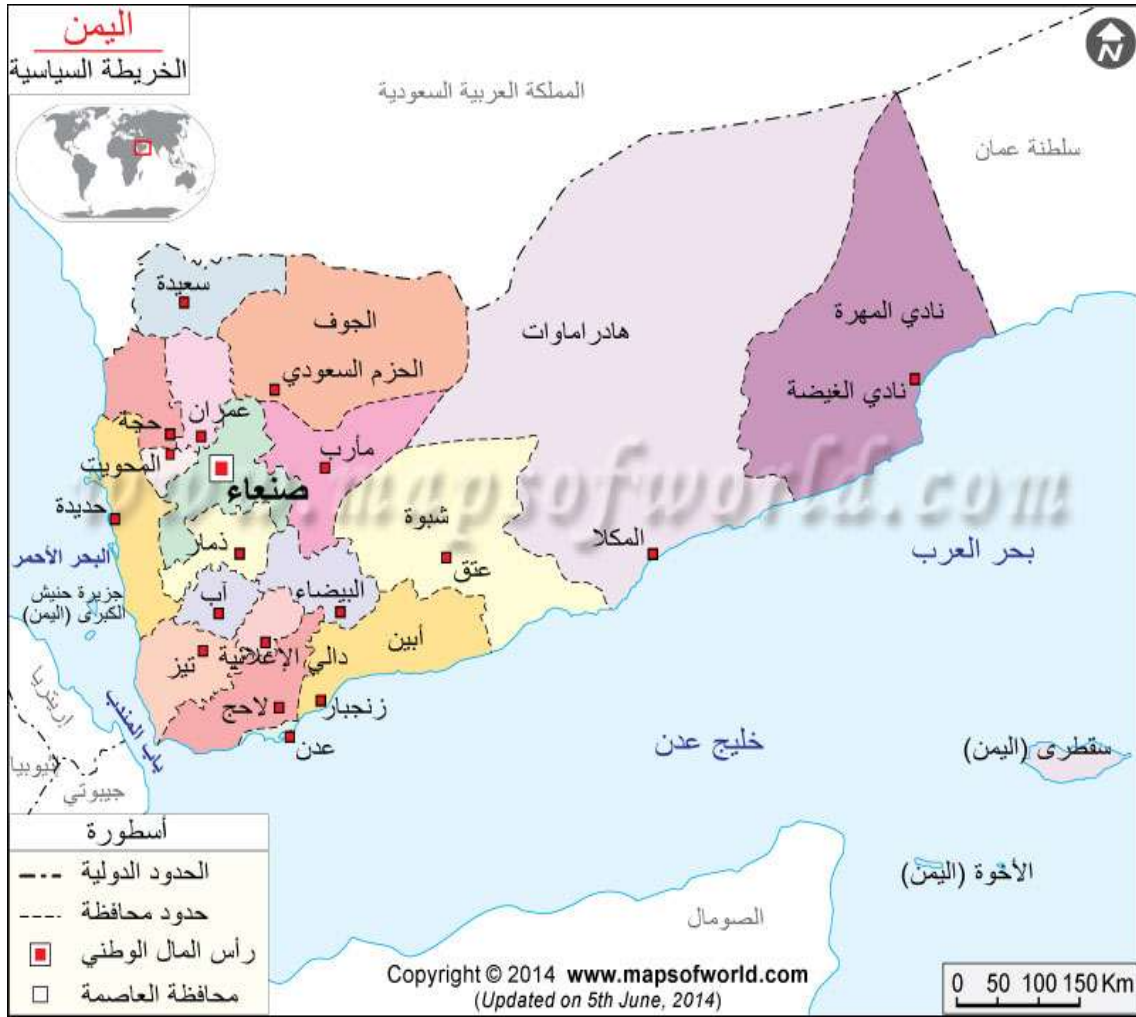 اليمن
الخريطة السياسية
N
المملكة العربية السعودية
سلطنة عمان
سعيدة
الجوف
هادراماوات
نادي المهرة
الحزم السعودي
نادي الغيضة
عمران
حجة
مأرب
المحويت
صنعاء
www.mapsofworld.com
حديدة
شبوة
ذمار
المكلا
بحر العرب
البحر الأحمر
عتق
جزيرة حنيش
الكبرى (اليمن)
آب
البيضاء
أبين
تيز
دالي الإعلانية
إريتريا
باب المندب
لاحج
زنجبار
عدن
خليج عدن
سقطرى (اليمن)
جيبوتي
الأخوة (اليمن)
الصومال
أسطورة
الحدود الدولية
حدود محافظة
رأس المال الوطني
محافظة العاصمة
Copyright © 2014 www.mapsofworld.com
(Updated on 5th June, 2014)
0 50 100 150 Km